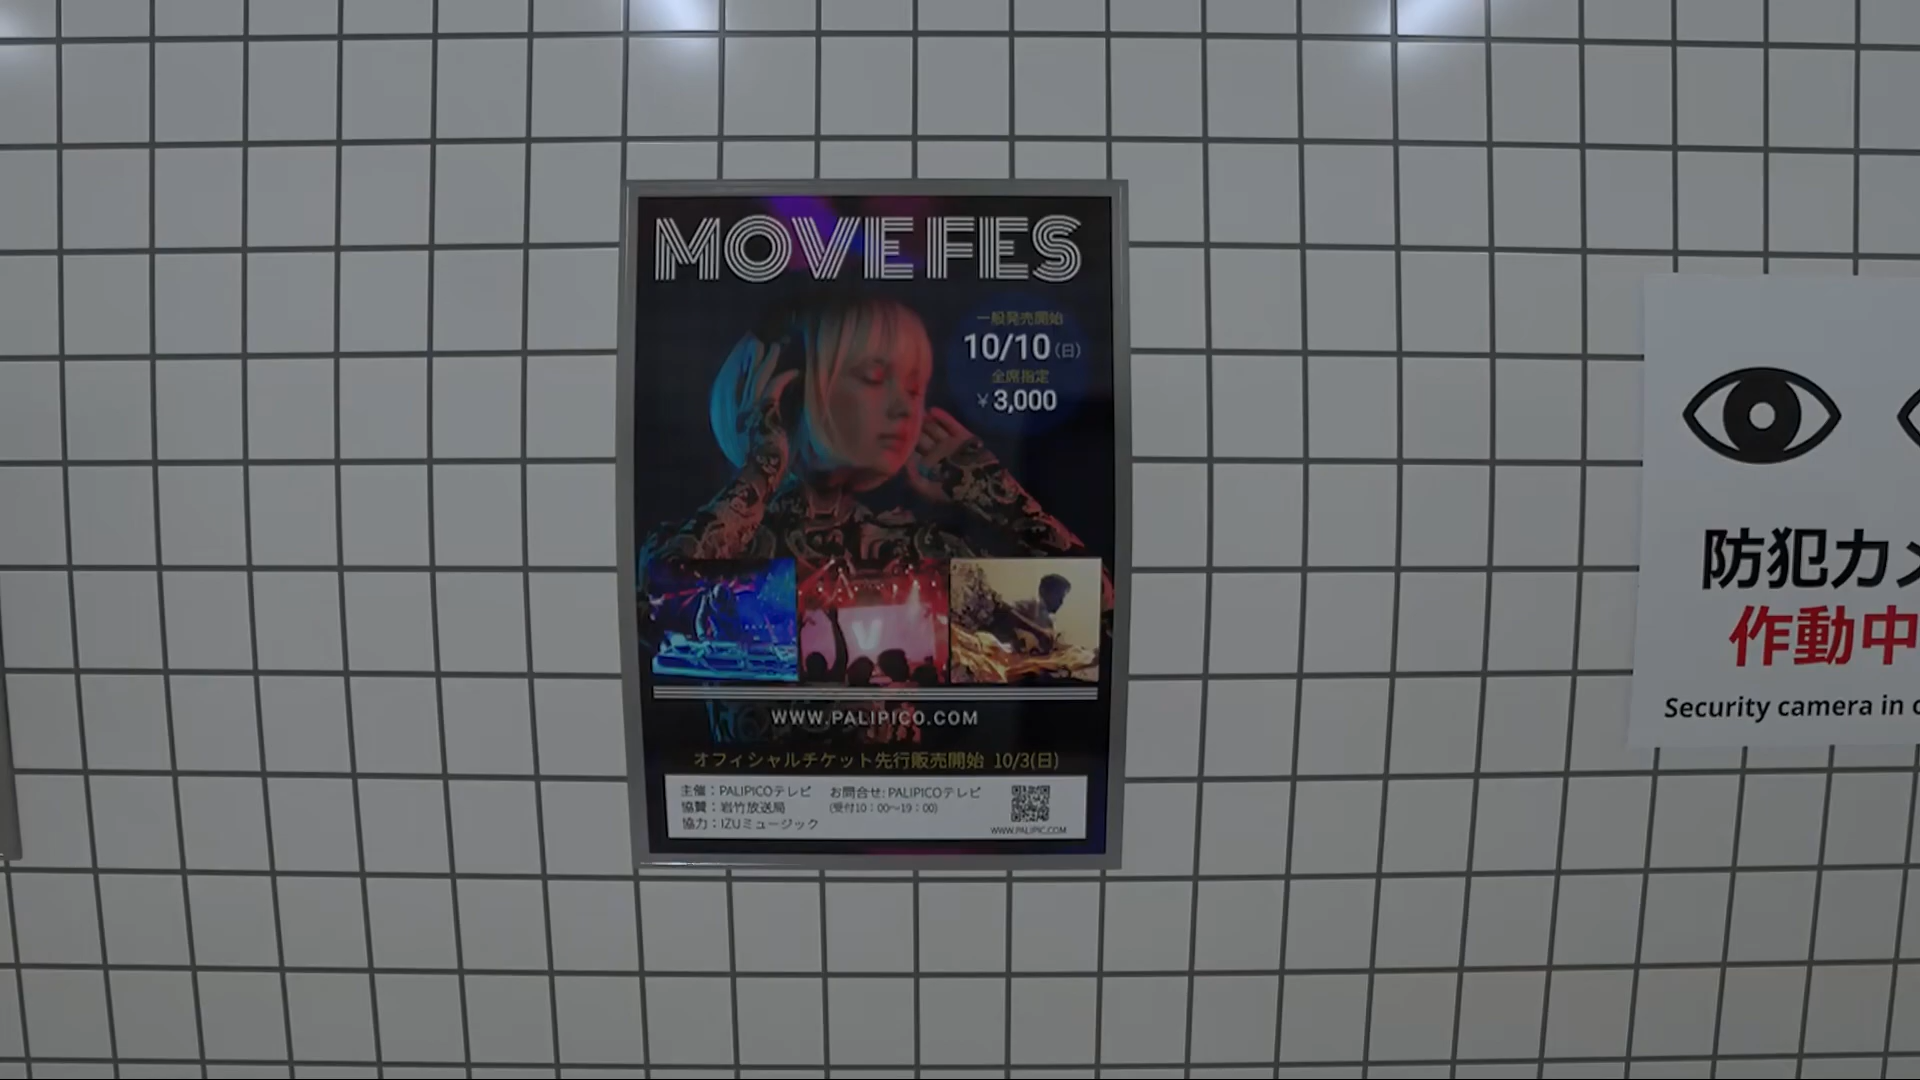 MOVE FES
一般発売開始
10/10(日)
全席指定
¥3,000
WWW.PALIPICO.COM
オフィシャルチケット先行販売開始 10/3(日)
主催：PALIPICOテレビ
協賛：岩竹放送局
協力：IZUミュージック
お問合せ: PALIPICOテレビ
(受付10：00～19：00)
WWW.PALIPIC.COM
防犯カメ
作動中
Security camera in o